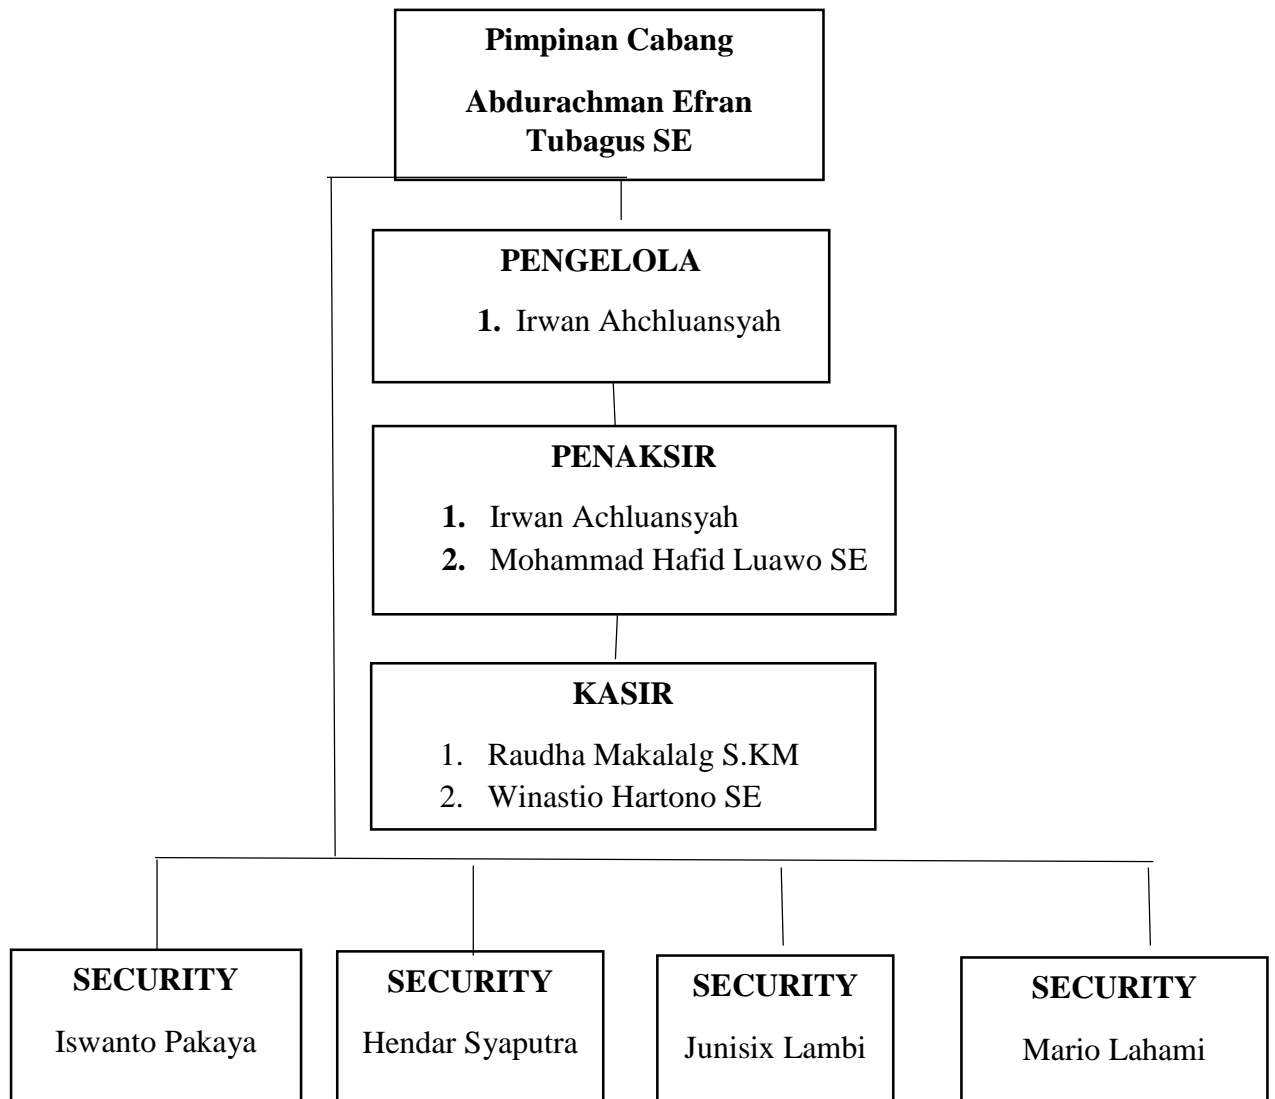 Pimpinan Cabang
Abdurachman Efran
Tubagus SE
PENGELOLA
1. Irwan Ahchluansyah
PENAKSIR
1. Irwan Achluansyah
2. Mohammad Hafid Luawo SE
KASIR
1. Raudha Makalalg S.KM
2. Winastio Hartono SE
SECURITY
Iswanto Pakaya
SECURITY
Hendar Syaputra
SECURITY
Junisix Lambi
SECURITY
Mario Lahami